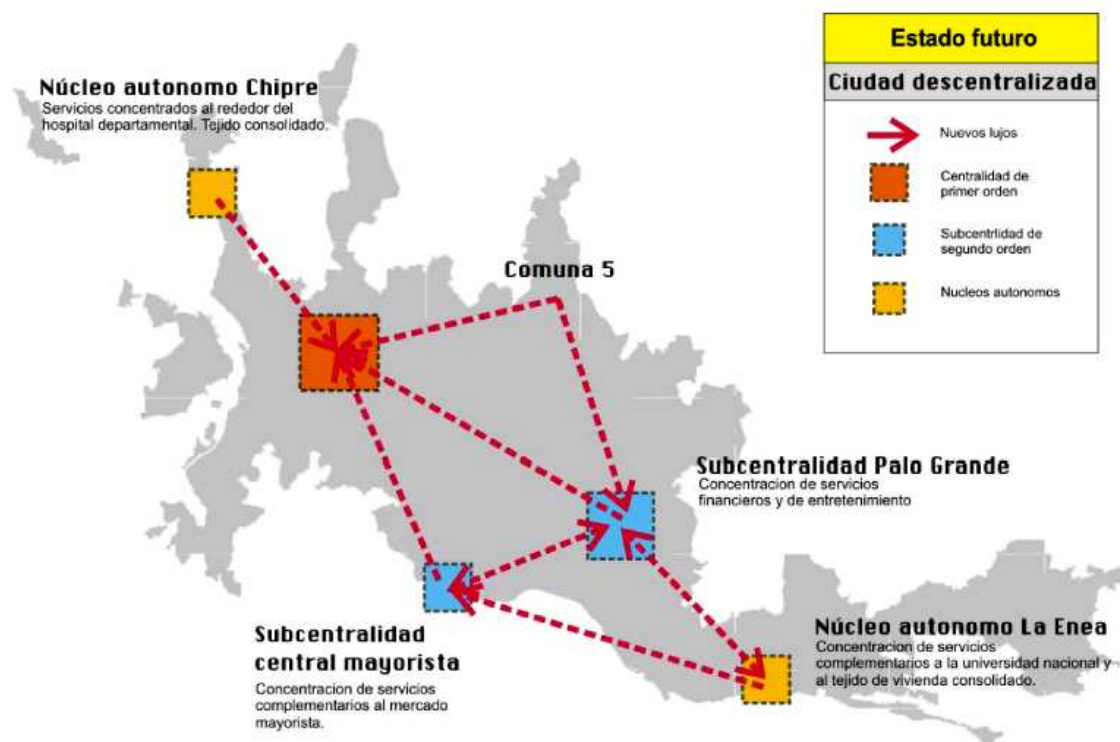 Núcleo autonomo Chipre
Servicios concentrados al rededor del
hospital departamental. Tejido consolidado.
Estado futuro
Ciudad descentralizada
Nuevos lujos
Centralidad de
primer orden
Subcentrlidad de
segundo orden
Nucleos autonomos
Comuna 5
Subcentralidad Palo Grande
Concentracion de servicios
financieros y de entretenimiento
Subcentralidad
central mayorista
Concentracion de servicios
complementarios al mercado
mayorista.
Núcleo autonomo La Enea
Concentracion de servicios
complementarios a la universidad nacional y
al tejido de vivienda consolidado.